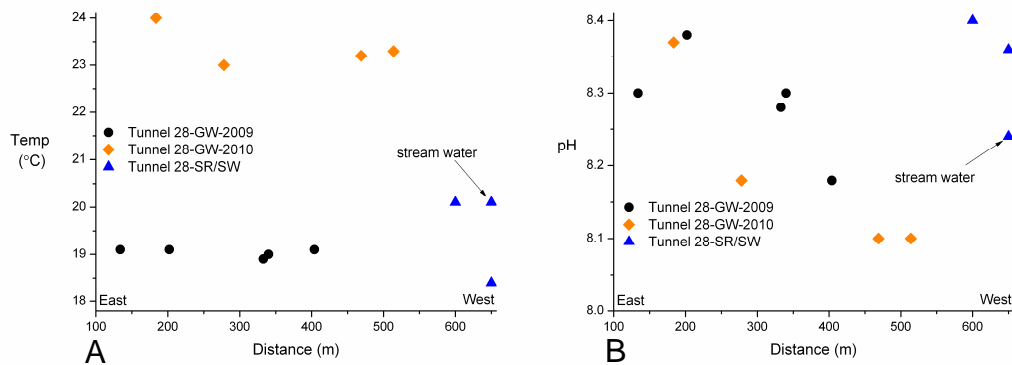 24
23
22
21
20
19
18
Temp
(°C)
Tunnel 28-GW-2009
Tunnel 28-GW-2010
Tunnel 28-SR/SW
stream water
East
West
100 200 300 400 500 600
Distance (m)
A
8.4
8.3
8.2
8.1
8.0
pH
stream water
Tunnel 28-GW-2009
Tunnel 28-GW-2010
Tunnel 28-SR/SW
East
West
100 200 300 400 500 600
Distance (m)
B